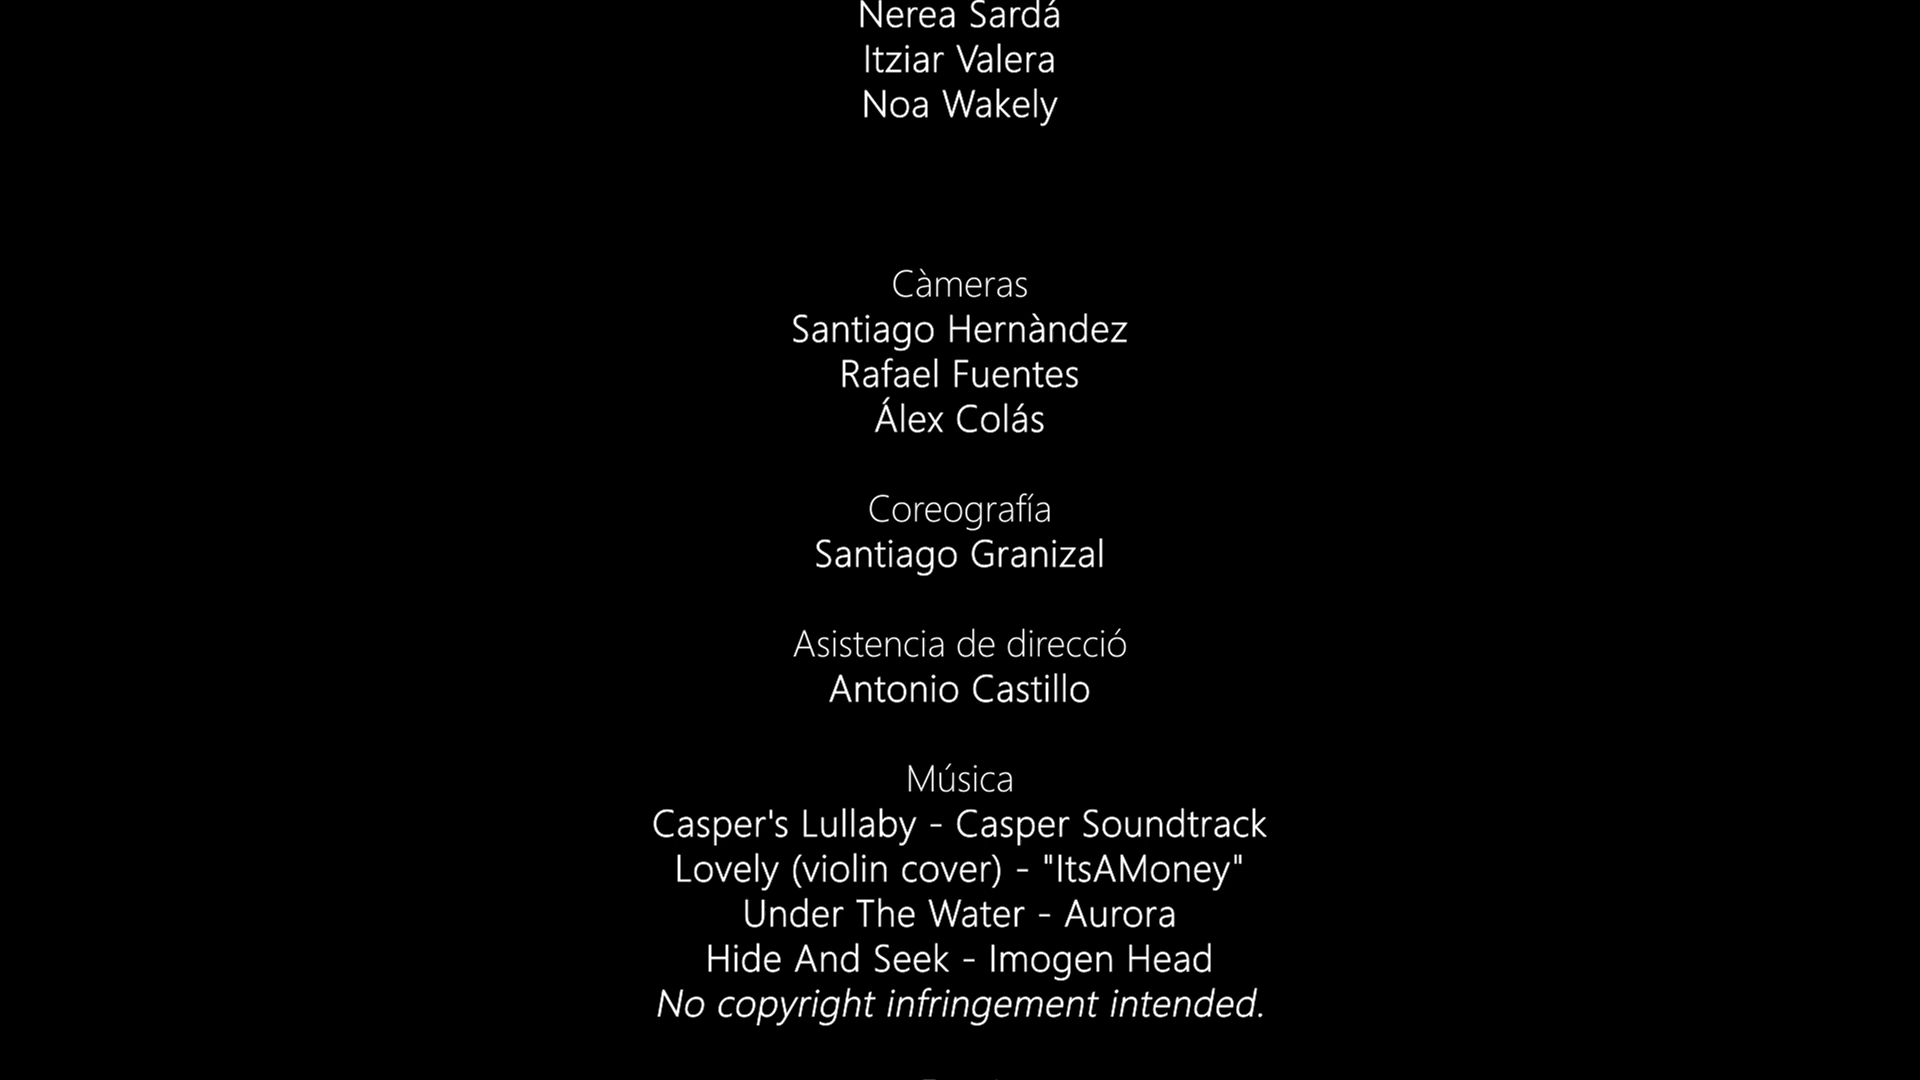 Nerea Sardá
Itziar Valera
Noa Wakely
Càmeras
Santiago Hernàndez
Rafael Fuentes
Álex Colás
Coreografía
Santiago Granizal
Asistencia de direcció
Antonio Castillo
Música
Casper's Lullaby - Casper Soundtrack
Lovely (violin cover) - "ItsAMoney"
Under The Water - Aurora
Hide And Seek - Imogen Head
No copyright infringement intended.